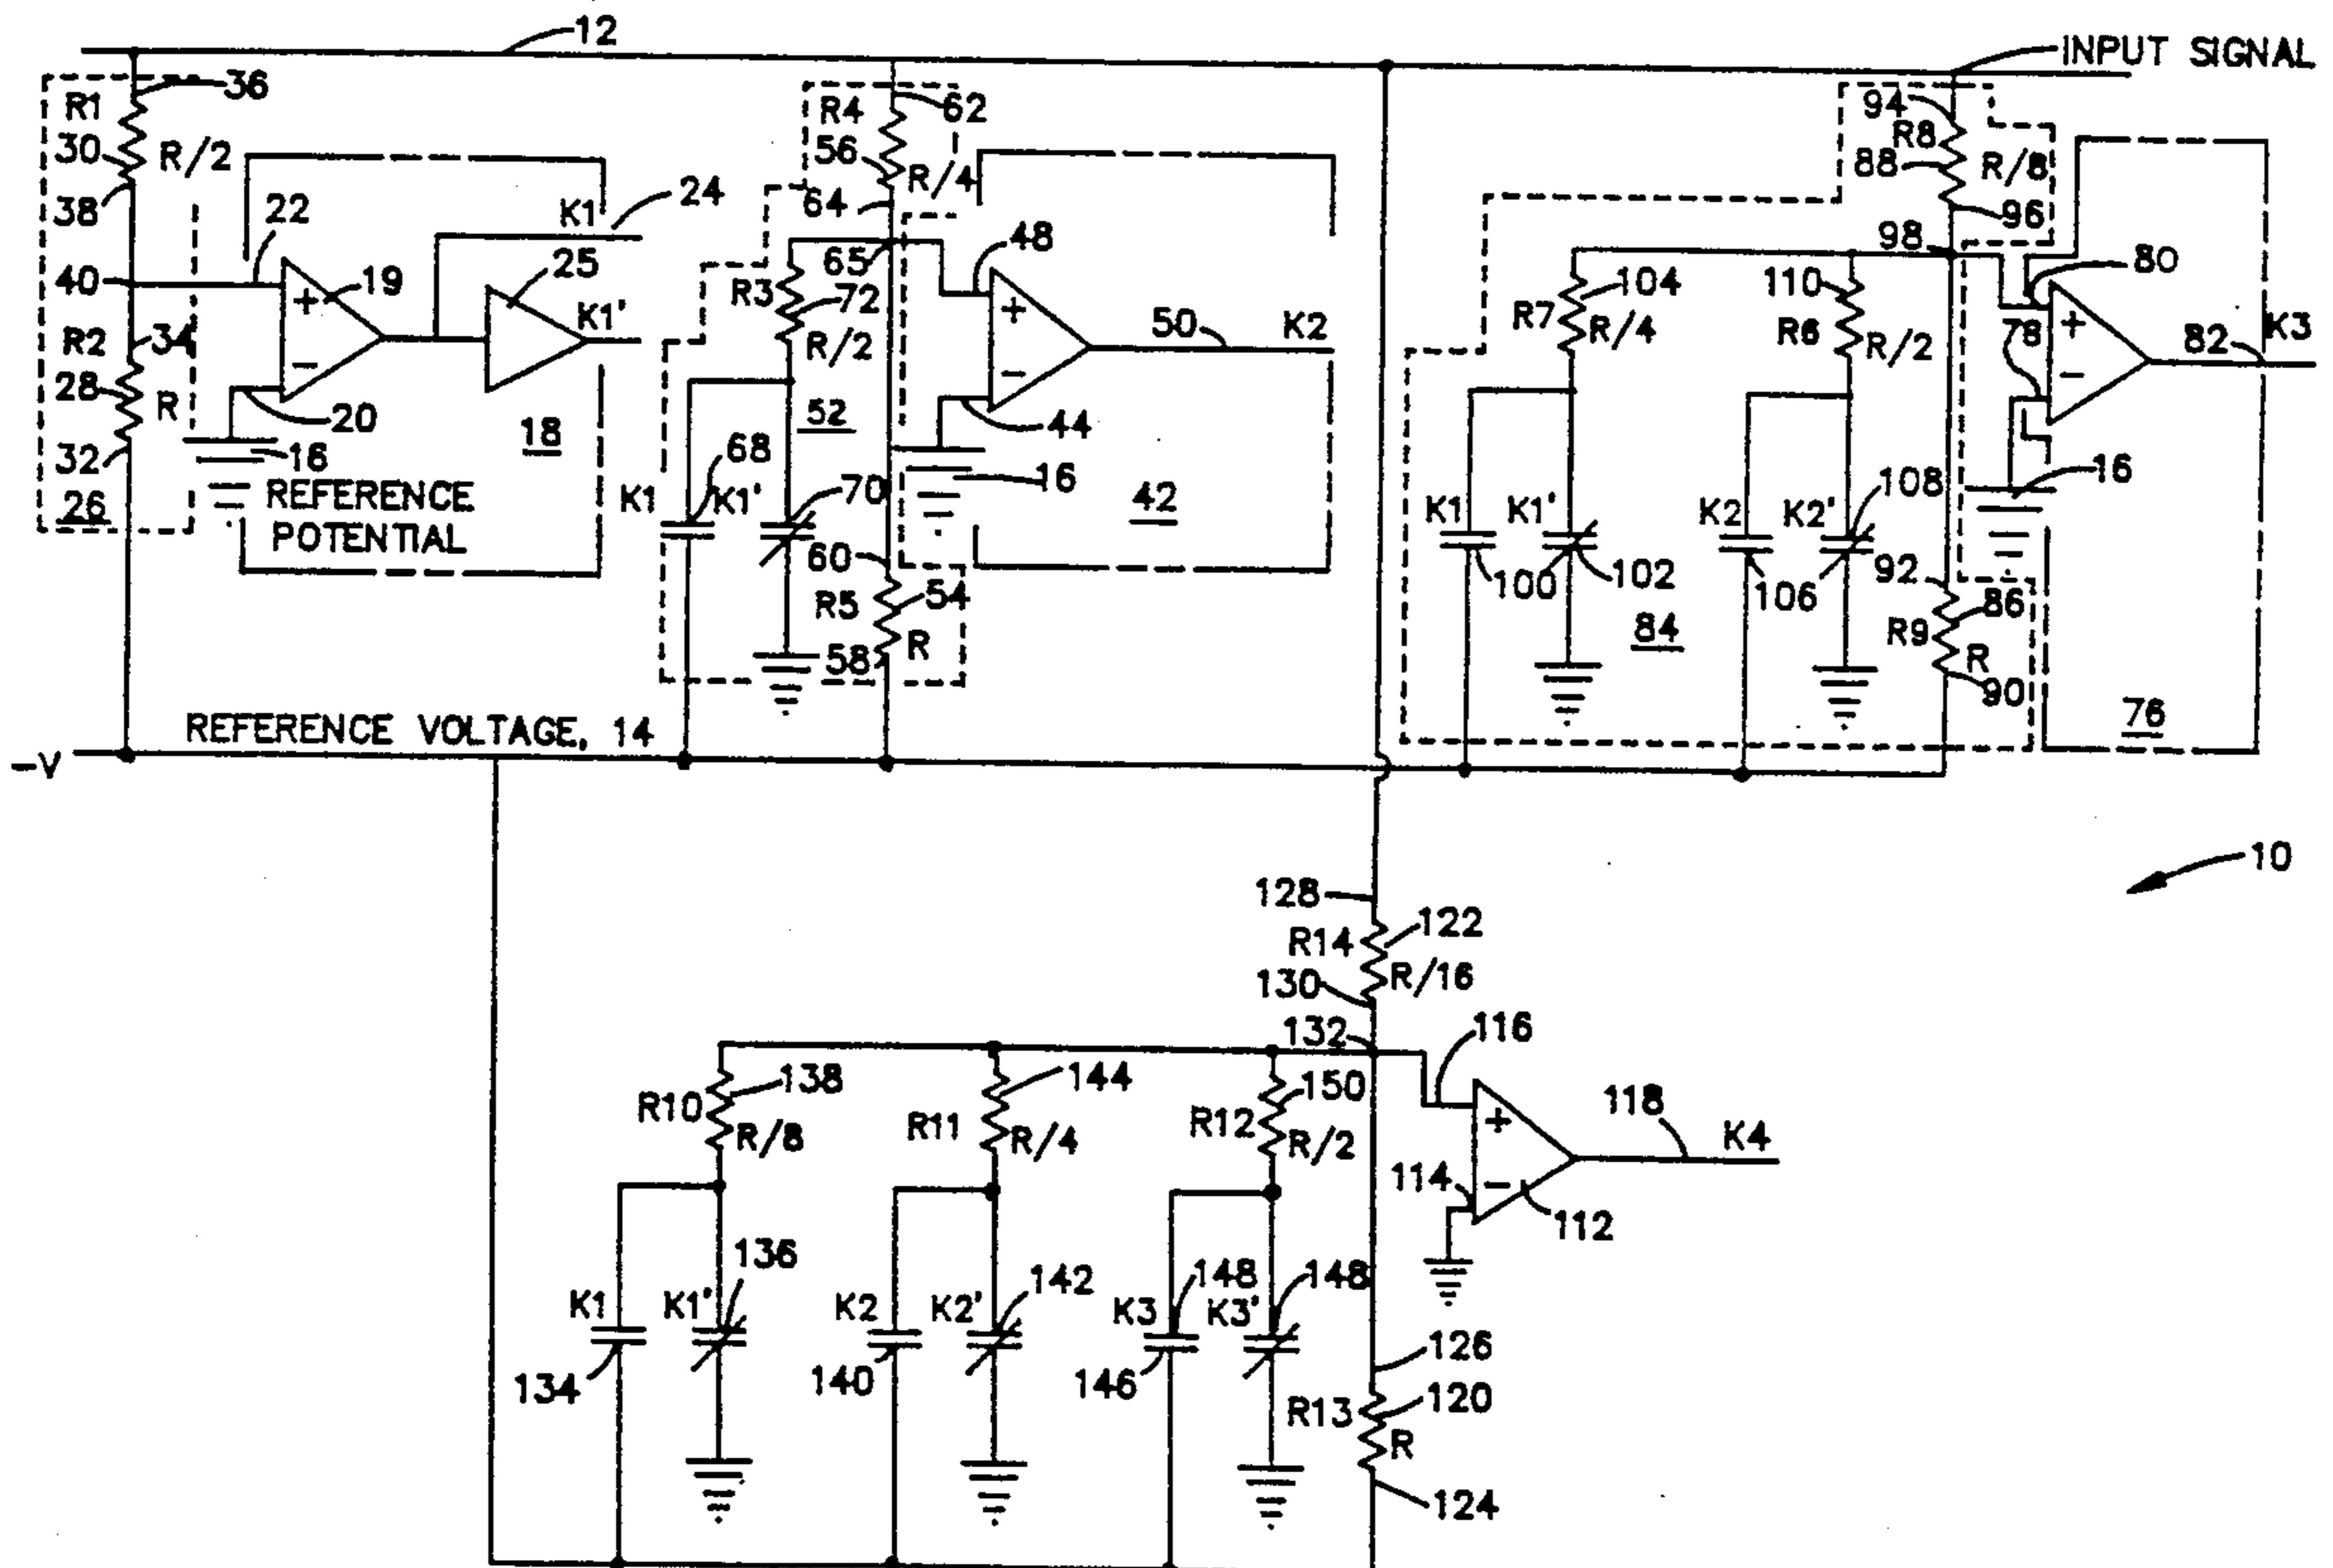 12
INPUT SIGNAL
36
R1
30
R/2
38
22
K1
24
40
19
25
K1'
R2
34
28
R
20
18
32
16
26
REFERENCE
POTENTIAL
R4
62
56
R/4
64
65
48
R3
72
R/2
50
K2
52
44
68
K1
K1'
70
16
42
60
R5
54
R
58
94
R8
88
R/8
96
98
80
104
110
R7
R/4
R6
R/2
78
82
K3
K1
K1'
K2
K2'
108
16
100
102
106
92
86
84
R9
R
90
76
REFERENCE VOLTAGE, 14
-V
10
128
122
R14
R/16
130
132
116
138
144
150
R10
R/8
R11
R/4
R12
R/2
118
K4
114
112
136
142
148
148
K1
K1'
K2
K2'
K3
K3'
134
140
146
126
120
R13
R
124
+
-
+
-
+
-
+
-